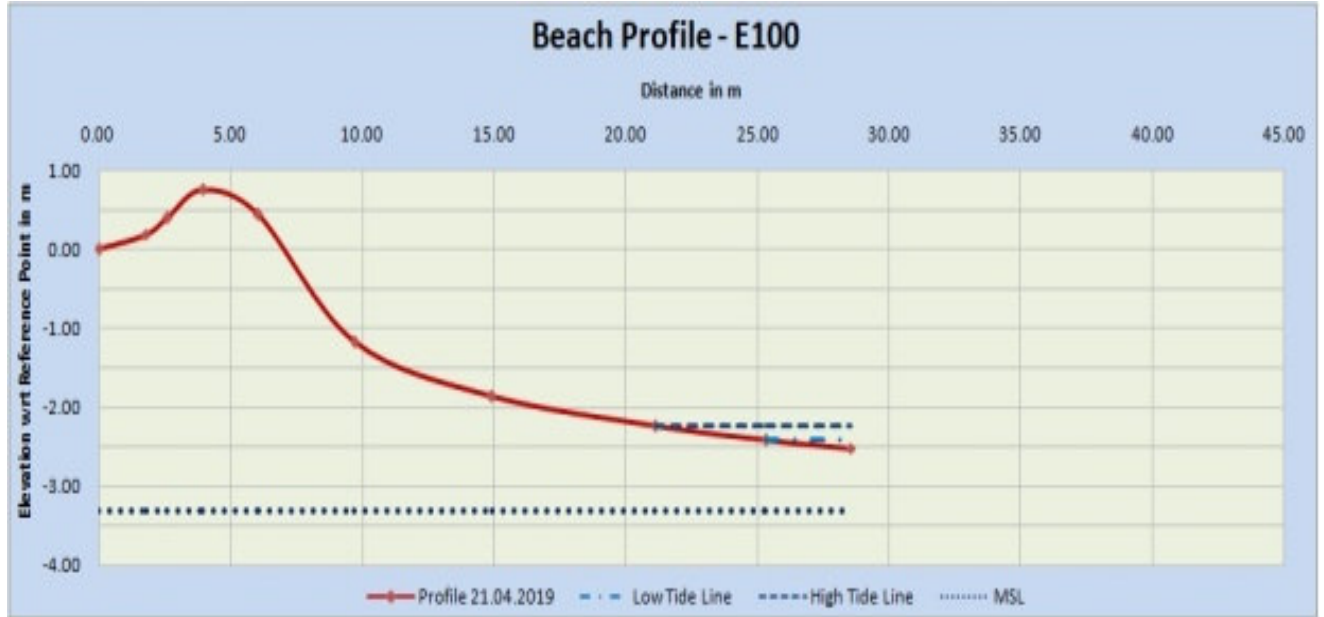 Beach Profile - E100
Distance in m
0.00 5.00 10.00 15.00 20.00 25.00 30.00 35.00 40.00 45.00
Elevation wrt Reference Point in m
1.00
0.00
-1.00
-2.00
-3.00
-4.00
Profile 21.04.2019 Low Tide Line High Tide Line MSL